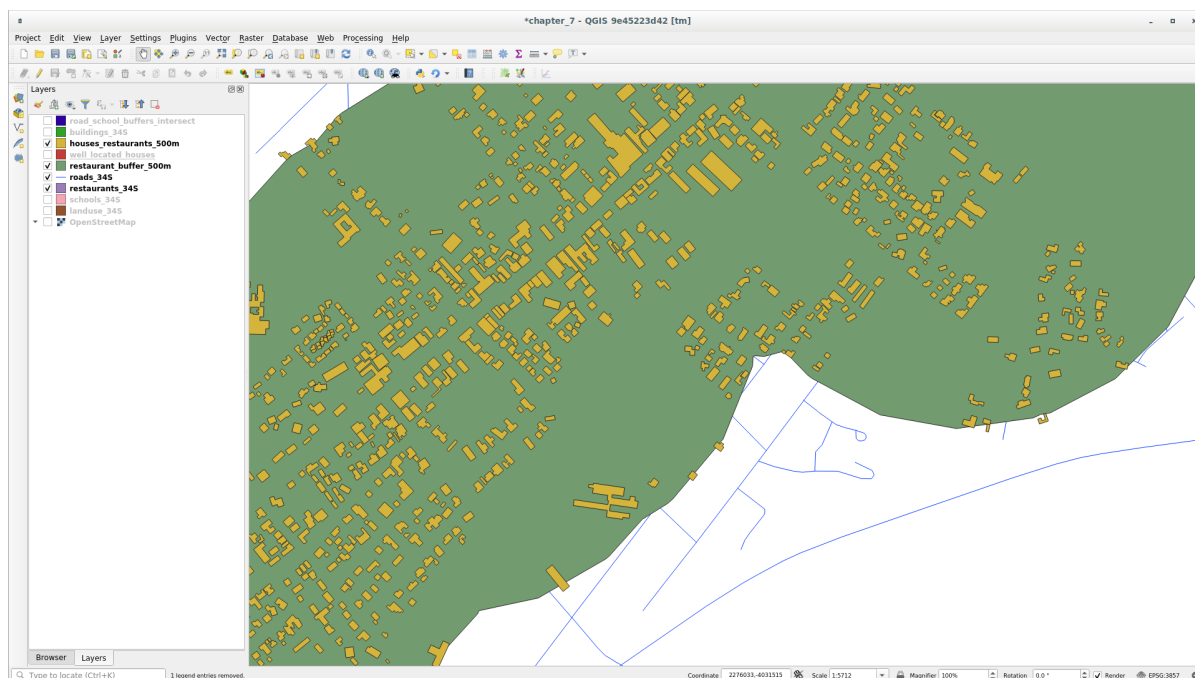 *chapter_7 - QGIS 9e45223d42 [tm]
Project Edit View Layer Settings Plugins Vector Raster Database Web Processing Help
Layers
road_school_buffers_intersect
buildings_34S
houses_restaurants_500m
well_located_houses
restaurant_buffer_500m
roads_34S
restaurants_34S
schools_34S
landuse_34S
OpenStreetMap
Browser Layers
Type to locate (Ctrl+K) 1 legend entries removed. Coordinate 2276033,-4031515 Scale 1:5712 Magnifier 100% Rotation 0.0 ° Render EPSG:3857